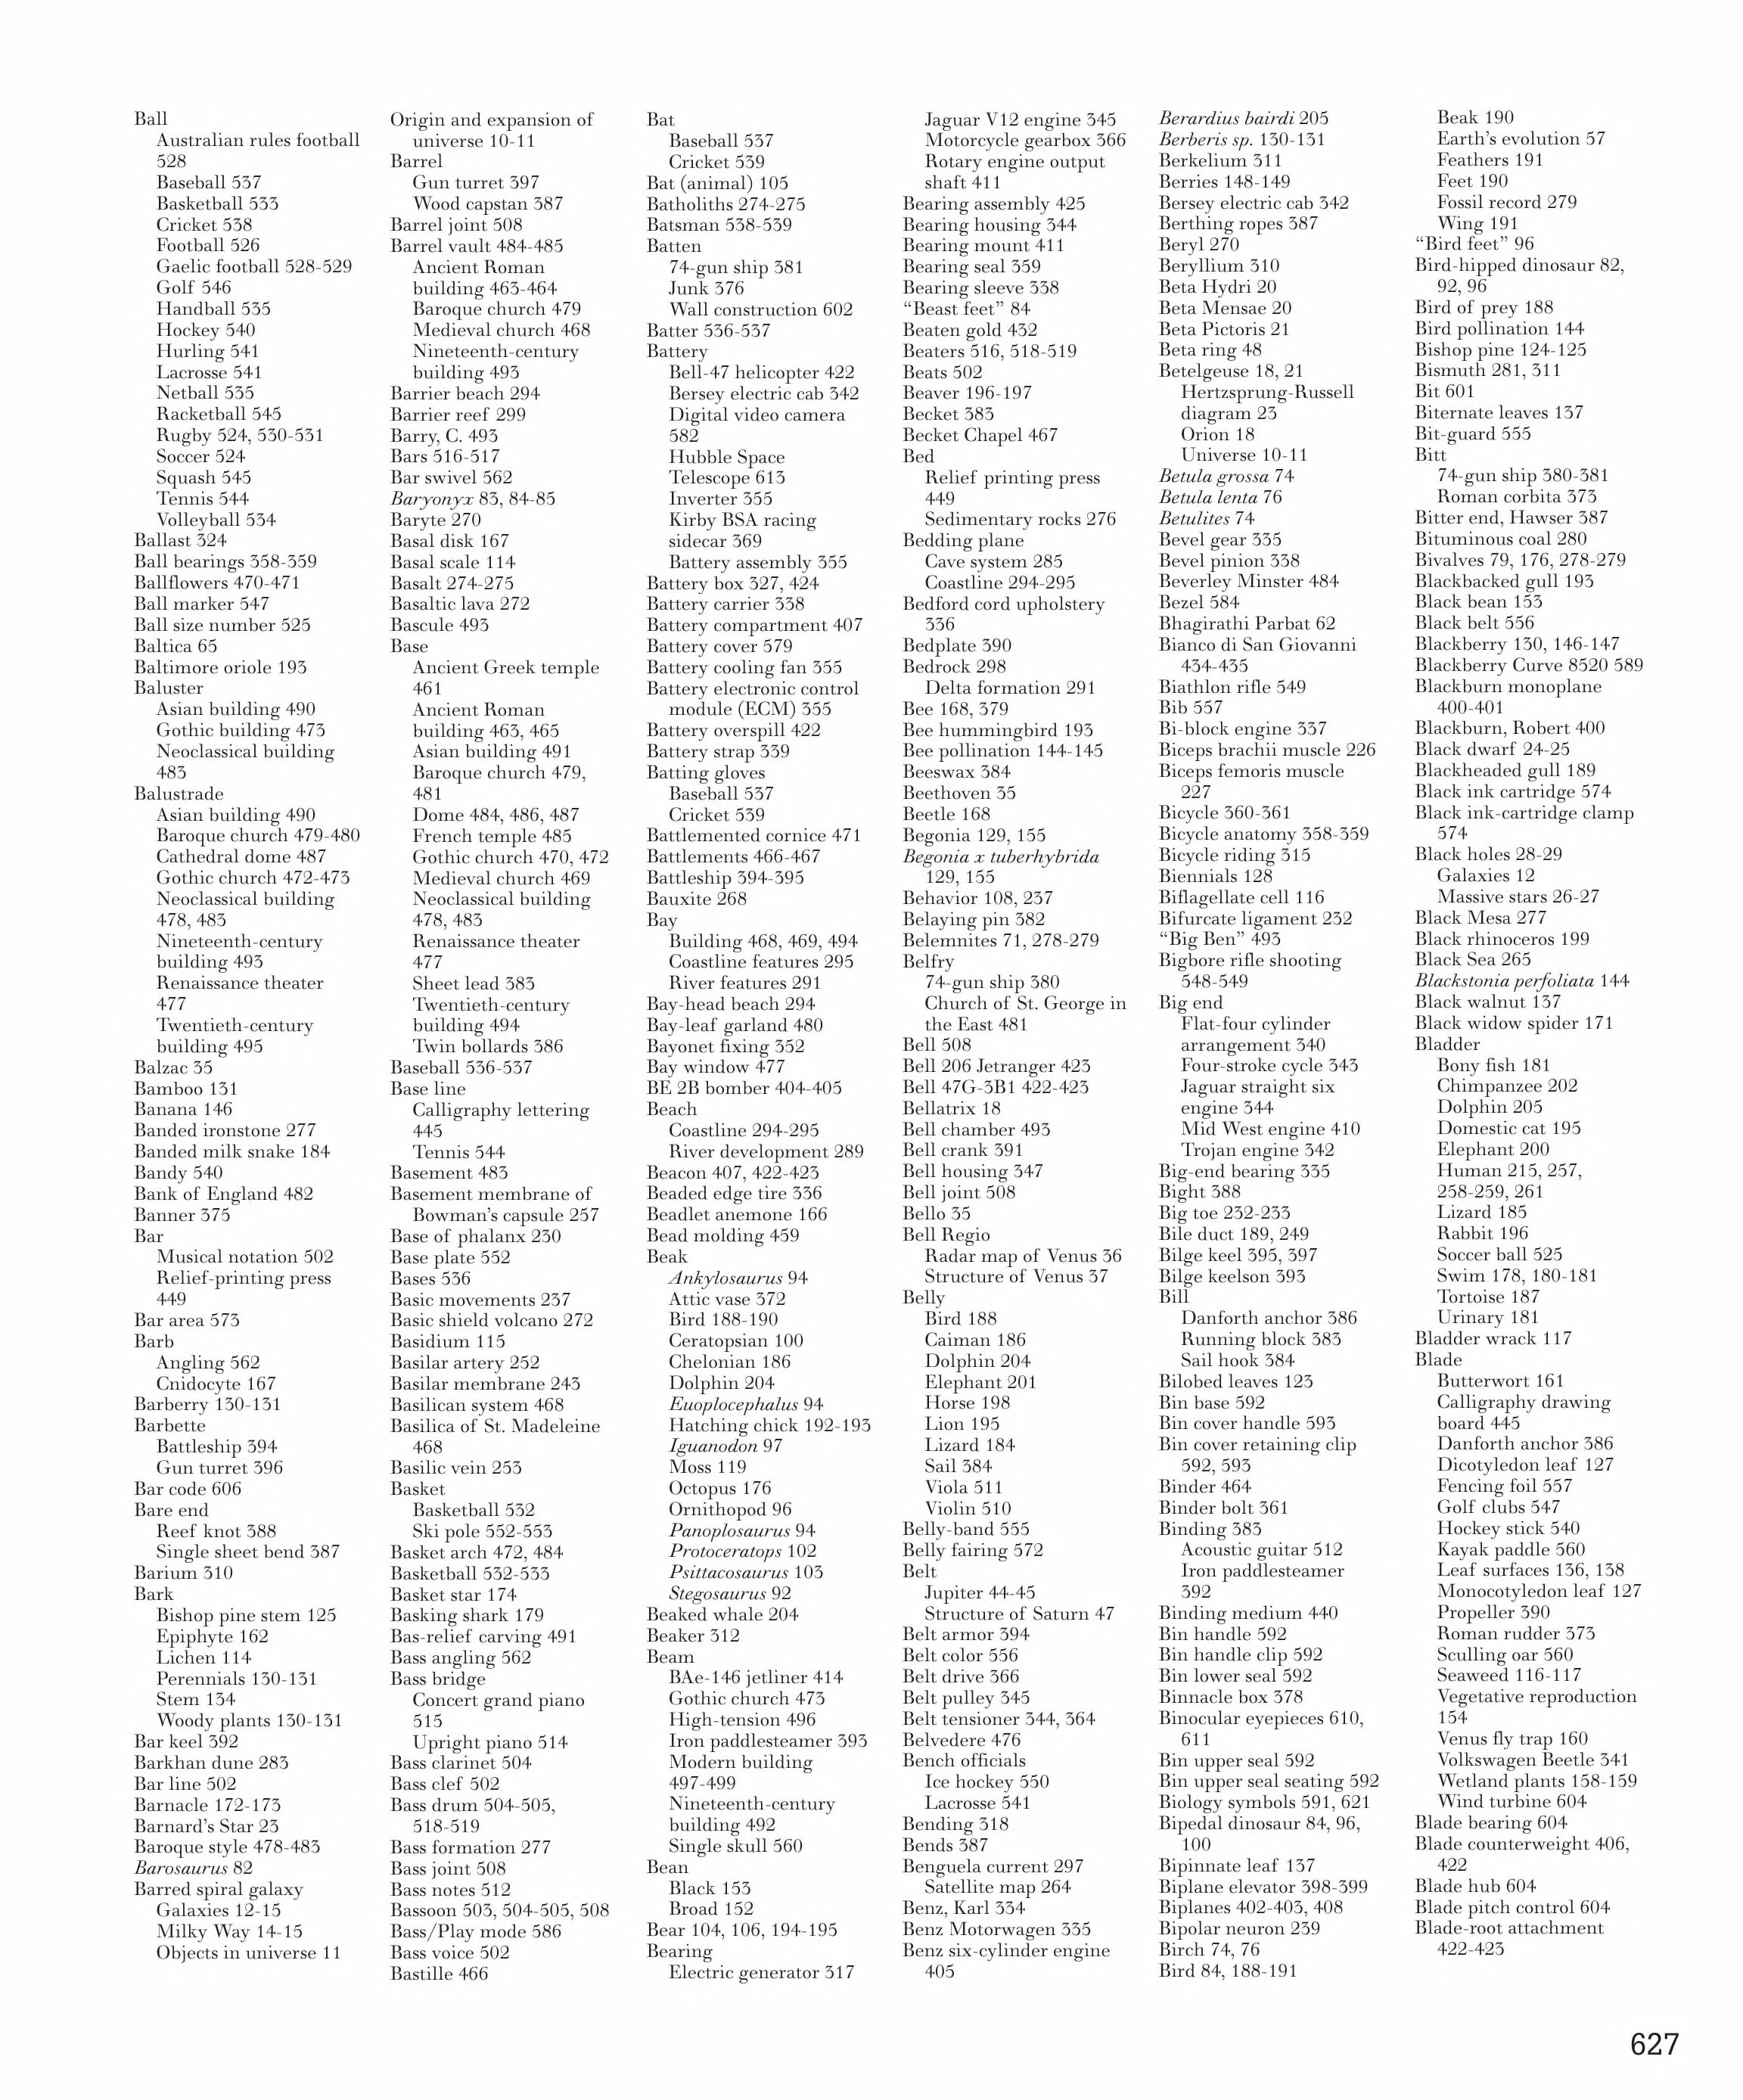 Ball
Australian rules football
528
Baseball 537
Basketball 533
Cricket 538
Football 526
Gaelic football 528-529
Golf 546
Handball 535
Hockey 540
Hurling 541
Lacrosse 541
Netball 535
Racketball 545
Rugby 524, 530-531
Soccer 524
Squash 545
Tennis 544
Volleyball 534
Ballast 324
Ball bearings 358-359
Ballflowers 470-471
Ball marker 547
Ball size number 525
Baltica 65
Baltimore oriole 193
Baluster
Asian building 490
Gothic building 473
Neoclassical building
483
Balustrade
Asian building 490
Baroque church 479-480
Cathedral dome 487
Gothic church 472-473
Neoclassical building
478, 483
Nineteenth-century
building 493
Renaissance theater
477
Twentieth-century
building 495
Balzac 35
Bamboo 131
Banana 146
Banded ironstone 277
Banded milk snake 184
Bandy 540
Bank of England 482
Banner 375
Bar
Musical notation 502
Relief-printing press
449
Bar area 573
Barb
Angling 562
Cnidocyte 167
Barberry 130-131
Barbette
Battleship 394
Gun turret 396
Bar code 606
Bare end
Reef knot 388
Single sheet bend 387
Barium 310
Bark
Bishop pine stem 125
Epiphyte 162
Lichen 114
Perennials 130-131
Stem 134
Woody plants 130-131
Bar keel 392
Barkhan dune 283
Bar line 502
Barnacle 172-173
Barnard's Star 23
Baroque style 478-483
Barosaurus 82
Barred spiral galaxy
Galaxies 12-15
Milky Way 14-15
Objects in universe 11
Origin and expansion of
universe 10-11
Barrel
Gun turret 397
Wood capstan 387
Barrel joint 508
Barrel vault 484-485
Ancient Roman
building 463-464
Baroque church 479
Medieval church 468
Nineteenth-century
building 493
Barrier beach 294
Barrier reef 299
Barry, C. 493
Bars 516-517
Bar swivel 562
Baryonyx 83, 84-85
Baryte 270
Basal disk 167
Basal scale 114
Basalt 274-275
Basaltic lava 272
Bascule 493
Base
Ancient Greek temple
461
Ancient Roman
building 463, 465
Asian building 491
Baroque church 479,
481
Dome 484, 486, 487
French temple 485
Gothic church 470, 472
Medieval church 469
Neoclassical building
478, 483
Renaissance theater
477
Sheet lead 383
Twentieth-century
building 494
Twin bollards 386
Baseball 536-537
Base line
Calligraphy lettering
445
Tennis 544
Basement 483
Basement membrane of
Bowman's capsule 257
Base of phalanx 230
Base plate 552
Bases 536
Basic movements 237
Basic shield volcano 272
Basidium 115
Basilar artery 252
Basilar membrane 243
Basilican system 468
Basilica of St. Madeleine
468
Basilic vein 253
Basket
Basketball 532
Ski pole 552-553
Basket arch 472, 484
Basketball 532-533
Basket star 174
Basking shark 179
Bas-relief carving 491
Bass angling 562
Bass bridge
Concert grand piano
515
Upright piano 514
Bass clarinet 504
Bass clef 502
Bass drum 504-505,
518-519
Bass formation 277
Bass joint 508
Bass notes 512
Bassoon 503, 504-505, 508
Bass/Play mode 586
Bass voice 502
Bastille 466
Bat
Baseball 537
Cricket 539
Bat (animal) 105
Batholiths 274-275
Batsman 538-539
Batten
74-gun ship 381
Junk 376
Wall construction 602
Batter 536-537
Battery
Bell-47 helicopter 422
Bersey electric cab 342
Digital video camera
582
Hubble Space
Telescope 613
Inverter 355
Kirby BSA racing
sidecar 369
Battery assembly 355
Battery box 327, 424
Battery carrier 338
Battery compartment 407
Battery cover 579
Battery cooling fan 355
Battery electronic control
module (ECM) 355
Battery overspill 422
Battery strap 339
Batting gloves
Baseball 537
Cricket 539
Battlemented cornice 471
Battlements 466-467
Battleship 394-395
Bauxite 268
Bay
Building 468, 469, 494
Coastline features 295
River features 291
Bay-head beach 294
Bay-leaf garland 480
Bayonet fixing 352
Bay window 477
BE 2B bomber 404-405
Beach
Coastline 294-295
River development 289
Beacon 407, 422-423
Beaded edge tire 336
Beadlet anemone 166
Bead molding 459
Beak
Ankylosaurus 94
Attic vase 372
Bird 188-190
Ceratopsian 100
Chelonian 186
Dolphin 204
Euoplocephalus 94
Hatching chick 192-193
Iguanodon 97
Moss 119
Octopus 176
Ornithopod 96
Panoplosaurus 94
Protoceratops 102
Psittacosaurus 103
Stegosaurus 92
Beaked whale 204
Beaker 312
Beam
BAe-146 jetliner 414
Gothic church 473
High-tension 496
Iron paddlesteamer 393
Modern building
497-499
Nineteenth-century
building 492
Single skull 560
Bean
Black 153
Broad 152
Bear 104, 106, 194-195
Bearing
Electric generator 317
Jaguar V12 engine 345
Motorcycle gearbox 366
Rotary engine output
shaft 411
Bearing assembly 425
Bearing housing 344
Bearing mount 411
Bearing seal 359
Bearing sleeve 338
“Beast feet” 84
Beaten gold 432
Beaters 516, 518-519
Beats 502
Beaver 196-197
Becket 383
Becket Chapel 467
Bed
Relief printing press
449
Sedimentary rocks 276
Bedding plane
Cave system 285
Coastline 294-295
Bedford cord upholstery
336
Bedplate 390
Bedrock 298
Delta formation 291
Bee 168, 379
Bee hummingbird 193
Bee pollination 144-145
Beeswax 384
Beethoven 35
Beetle 168
Begonia 129, 155
Begonia x tuberhybrida
129, 155
Behavior 108, 237
Belaying pin 382
Belemnites 71, 278-279
Belfry
74-gun ship 380
Church of St. George in
the East 481
Bell 508
Bell 206 Jetranger 423
Bell 47G-3B1 422-423
Bellatrix 18
Bell chamber 493
Bell crank 391
Bell housing 347
Bell joint 508
Bello 35
Bell Regio
Radar map of Venus 36
Structure of Venus 37
Belly
Bird 188
Caiman 186
Dolphin 204
Elephant 201
Horse 198
Lion 195
Lizard 184
Sail 384
Viola 511
Violin 510
Belly-band 555
Belly fairing 572
Belt
Jupiter 44-45
Structure of Saturn 47
Belt armor 394
Belt color 556
Belt drive 366
Belt pulley 345
Belt tensioner 344, 364
Belvedere 476
Bench officials
Ice hockey 550
Lacrosse 541
Bending 318
Bends 387
Benguela current 297
Satellite map 264
Benz, Karl 334
Benz Motorwagen 335
Benz six-cylinder engine
405
Berardius bairdi 205
Berberis sp. 130-131
Berkelium 311
Berries 148-149
Bersey electric cab 342
Berthing ropes 387
Beryl 270
Beryllium 310
Beta Hydri 20
Beta Mensae 20
Beta Pictoris 21
Beta ring 48
Betelgeuse 18, 21
Hertzsprung-Russell
diagram 23
Orion 18
Universe 10-11
Betula grossa 74
Betula lenta 76
Betulites 74
Bevel gear 335
Bevel pinion 338
Beverley Minster 484
Bezel 584
Bhagirathi Parbat 62
Bianco di San Giovanni
434-435
Biathlon rifle 549
Bib 557
Bi-block engine 337
Biceps brachii muscle 226
Biceps femoris muscle
227
Bicycle 360-361
Bicycle anatomy 358-359
Bicycle riding 315
Biennials 128
Biflagellate cell 116
Bifurcate ligament 232
“Big Ben” 493
Bigbore rifle shooting
548-549
Big end
Flat-four cylinder
arrangement 340
Four-stroke cycle 343
Jaguar straight six
engine 344
Mid West engine 410
Trojan engine 342
Big-end bearing 335
Bight 388
Big toe 232-233
Bile duct 189, 249
Bilge keel 395, 397
Bilge keelson 393
Bill
Danforth anchor 386
Running block 383
Sail hook 384
Bilobed leaves 123
Bin base 592
Bin cover handle 593
Bin cover retaining clip
592, 593
Binder 464
Binder bolt 361
Binding 383
Acoustic guitar 512
Iron paddlesteamer
392
Binding medium 440
Bin handle 592
Bin handle clip 592
Bin lower seal 592
Binnacle box 378
Binocular eyepieces 610,
611
Bin upper seal 592
Bin upper seal seating 592
Biology symbols 591, 621
Bipedal dinosaur 84, 96,
100
Bipinnate leaf 137
Biplane elevator 398-399
Biplanes 402-403, 408
Bipolar neuron 239
Birch 74, 76
Bird 84, 188-191
Beak 190
Earth's evolution 57
Feathers 191
Feet 190
Fossil record 279
Wing 191
“Bird feet” 96
Bird-hipped dinosaur 82,
92, 96
Bird of prey 188
Bird pollination 144
Bishop pine 124-125
Bismuth 281, 311
Bit 601
Biternate leaves 137
Bit-guard 555
Bitt
74-gun ship 380-381
Roman corbita 373
Bitter end, Hawser 387
Bituminous coal 280
Bivalves 79, 176, 278-279
Blackbacked gull 193
Black bean 153
Black belt 556
Blackberry 130, 146-147
Blackberry Curve 8520 589
Blackburn monoplane
400-401
Blackburn, Robert 400
Black dwarf 24-25
Blackheaded gull 189
Black ink cartridge 574
Black ink-cartridge clamp
574
Black holes 28-29
Galaxies 12
Massive stars 26-27
Black Mesa 277
Black rhinoceros 199
Black Sea 265
Blackstonia perfoliata 144
Black walnut 137
Black widow spider 171
Bladder
Bony fish 181
Chimpanzee 202
Dolphin 205
Domestic cat 195
Elephant 200
Human 215, 257,
258-259, 261
Lizard 185
Rabbit 196
Soccer ball 525
Swim 178, 180-181
Tortoise 187
Urinary 181
Bladder wrack 117
Blade
Butterwort 161
Calligraphy drawing
board 445
Danforth anchor 386
Dicotyledon leaf 127
Fencing foil 557
Golf clubs 547
Hockey stick 540
Kayak paddle 560
Leaf surfaces 136, 138
Monocotyledon leaf 127
Propeller 390
Roman rudder 373
Sculling oar 560
Seaweed 116-117
Vegetative reproduction
154
Venus fly trap 160
Volkswagen Beetle 341
Wetland plants 158-159
Wind turbine 604
Blade bearing 604
Blade counterweight 406,
422
Blade hub 604
Blade pitch control 604
Blade-root attachment
422-423
627